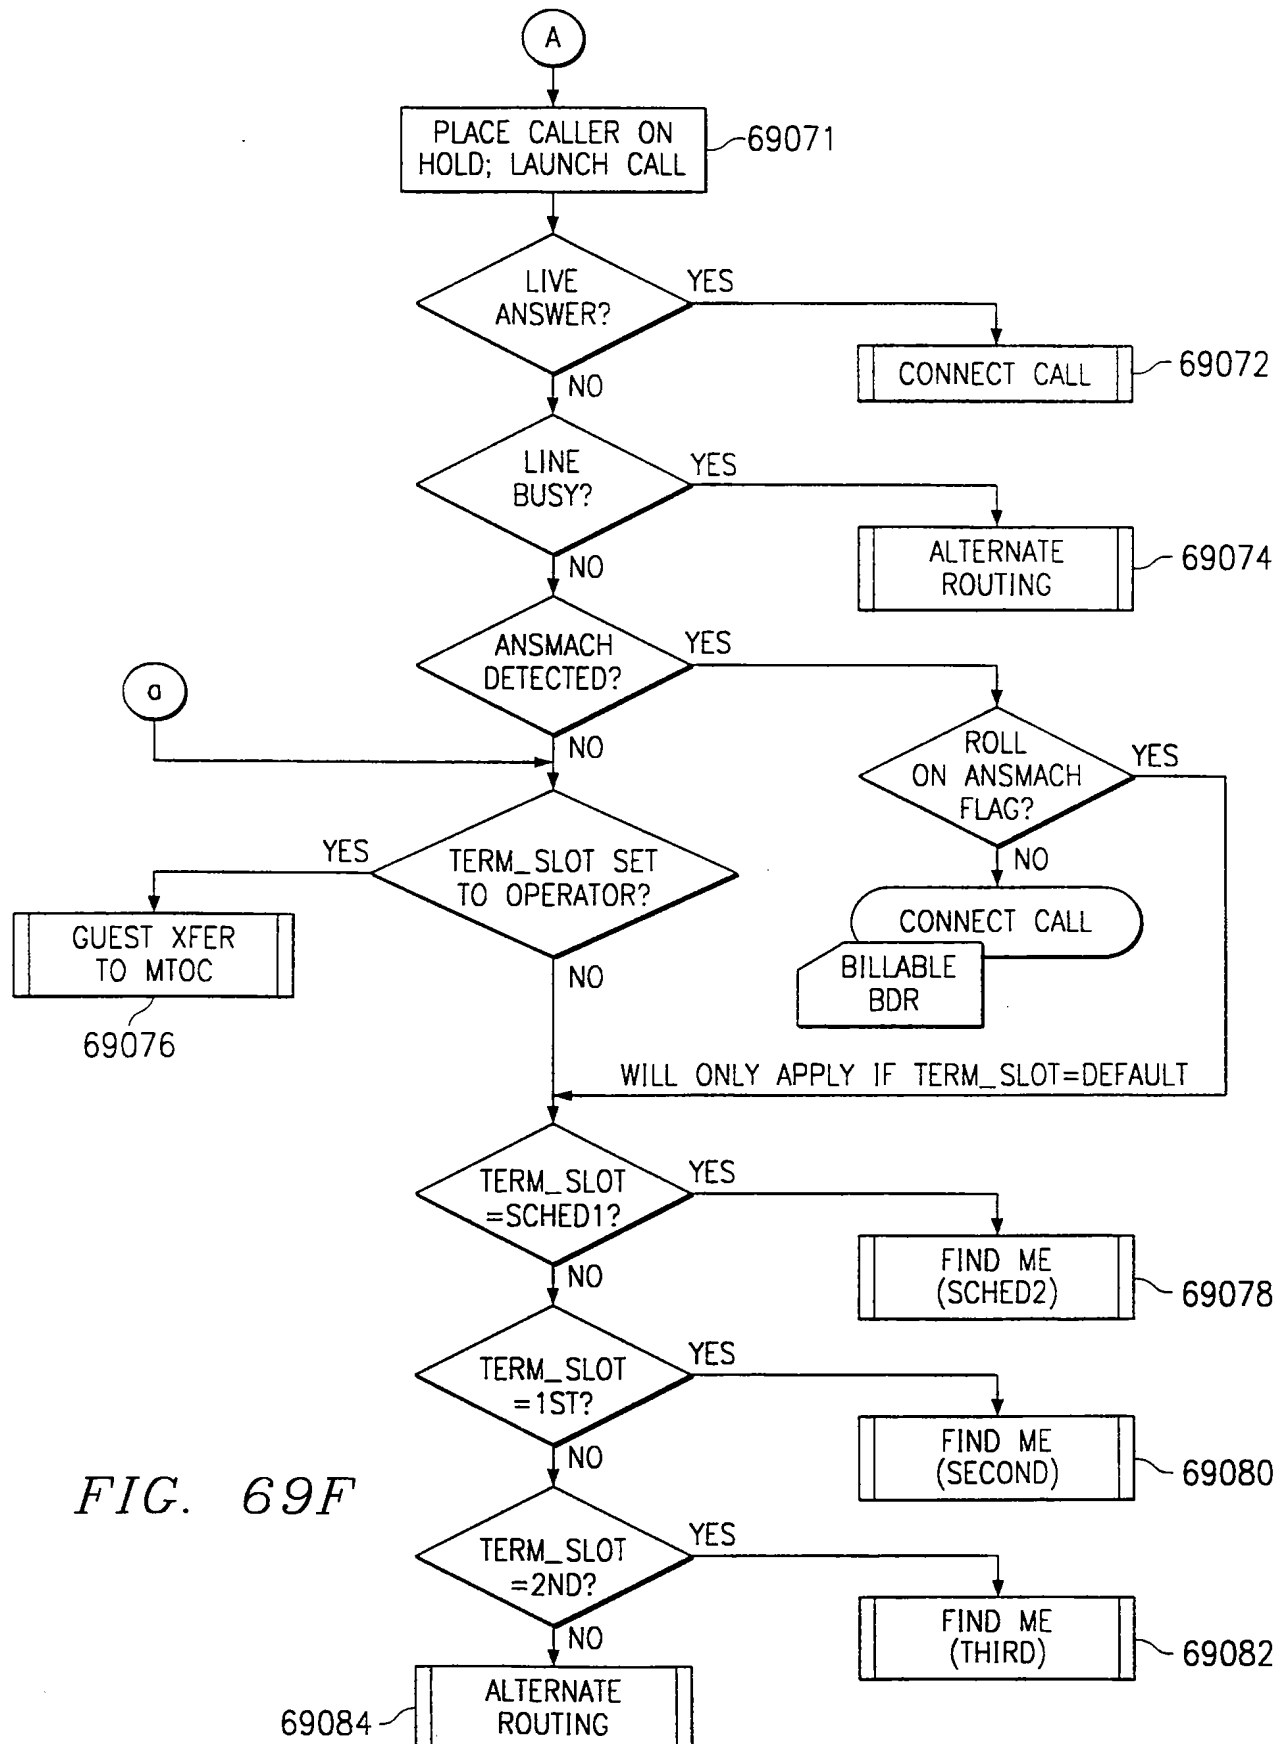 A
PLACE CALLER ON
HOLD; LAUNCH CALL
69071
LIVE
ANSWER?
YES
NO
CONNECT CALL
69072
LINE
BUSY?
YES
NO
ALTERNATE
ROUTING
69074
ANSMACH
DETECTED?
YES
NO
a
ROLL
ON ANSMACH
FLAG?
YES
NO
CONNECT CALL
BILLABLE
BDR
TERM_SLOT SET
TO OPERATOR?
YES
NO
GUEST XFER
TO MTOC
69076
WILL ONLY APPLY IF TERM_SLOT=DEFAULT
TERM_SLOT
=SCHED1?
YES
NO
FIND ME
(SCHED2)
69078
TERM_SLOT
=1ST?
YES
NO
FIND ME
(SECOND)
69080
FIG. 69F
TERM_SLOT
=2ND?
YES
NO
FIND ME
(THIRD)
69082
ALTERNATE
ROUTING
69084